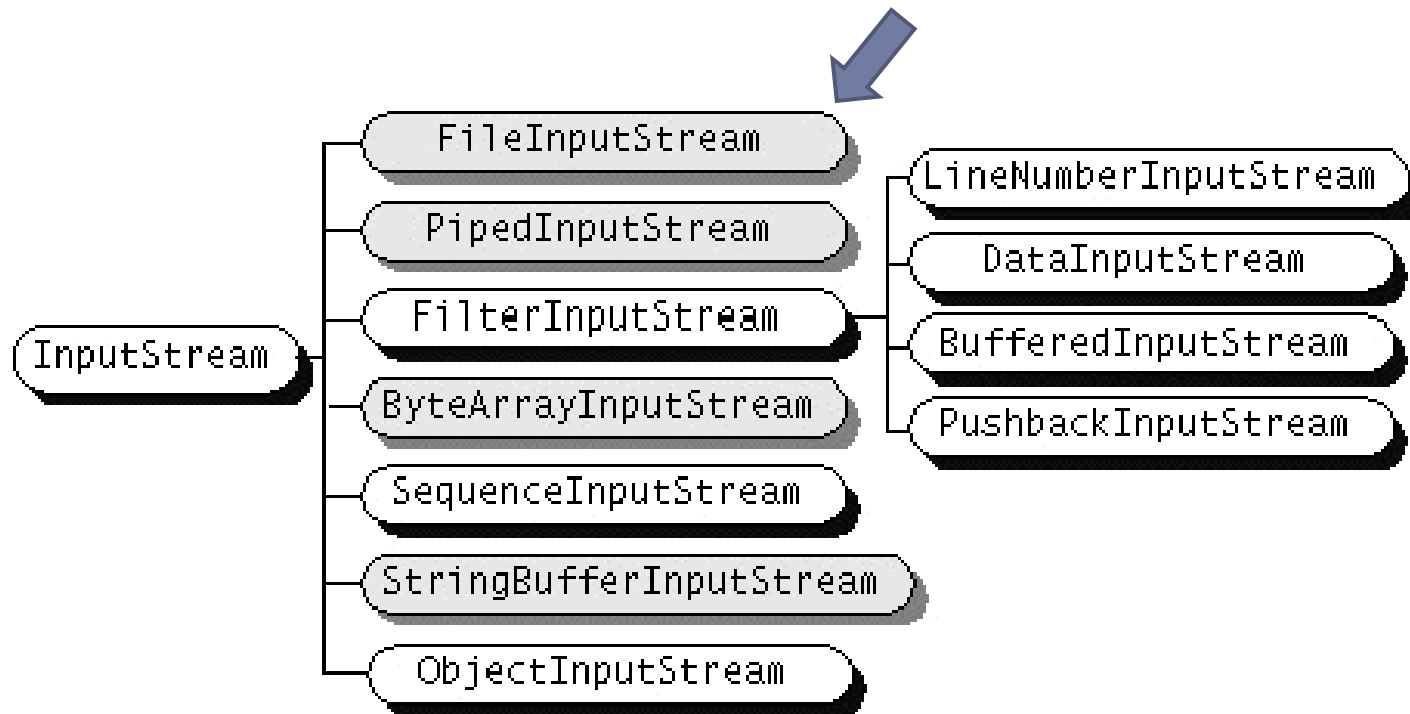 FileInputStream
PipedInputStream
FilterInputStream
InputStream
ByteArrayInputStream
SequenceInputStream
StringBufferInputStream
ObjectInputStream
LineNumberInputStream
DataInputStream
BufferedInputStream
PushbackInputStream